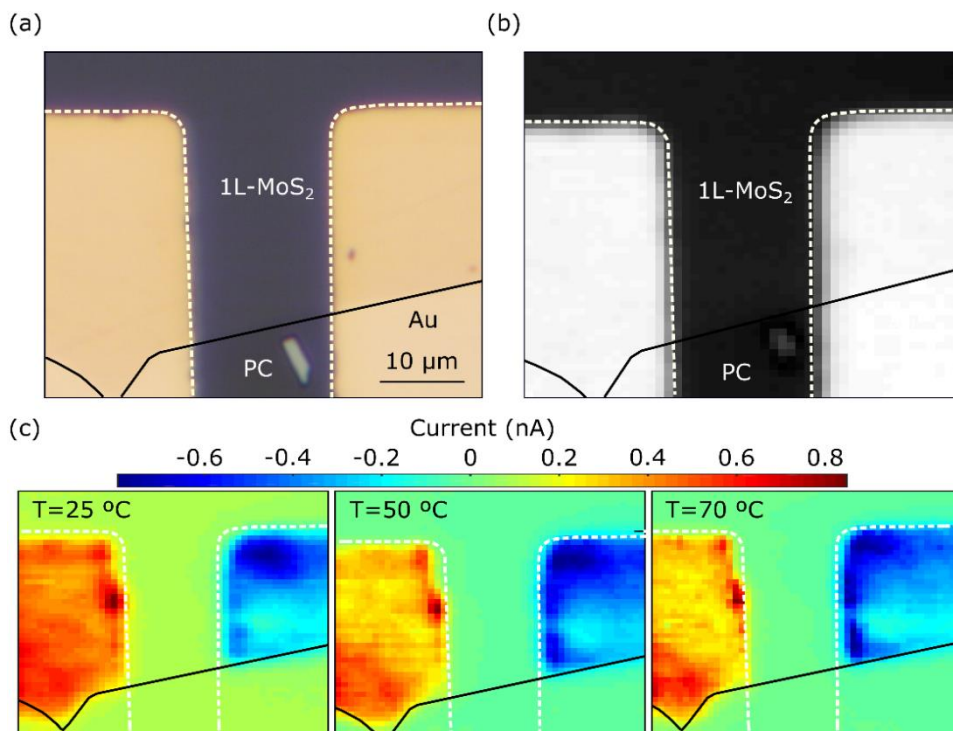 (a)
(b)
1L-MoS₂
1L-MoS₂
Au
PC
10 µm
PC
(c)
Current (nA)
-0.6 -0.4 -0.2 0 0.2 0.4 0.6 0.8
T=25 ºC
T=50 ºC
T=70 ºC